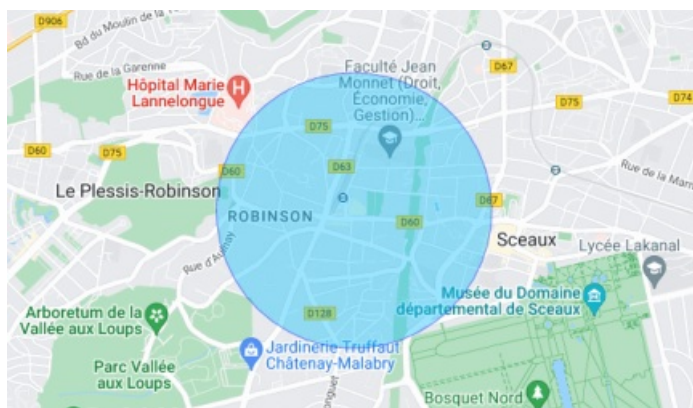 D906
Bd du Moulin de la
Rue de la Garenne
Hôpital Marie
Lannelongue
Faculté Jean
Monnet (Droit,
Économie,
Gestion)...
D67
D75
D74
D75
D60
D75
D63
D60
Rue de la
Le Plessis-Robinson
ROBINSON
D67
D60
Sceaux
Lycée Lakanal
Rue d'Aulnay
Musée du Domaine
départemental de Sceaux
Arboretum de la
Vallée aux Loups
D128
Jardinerie Truffaut
Châtenay-Malabry
Parc Vallée
aux Loups
Bosquet Nord